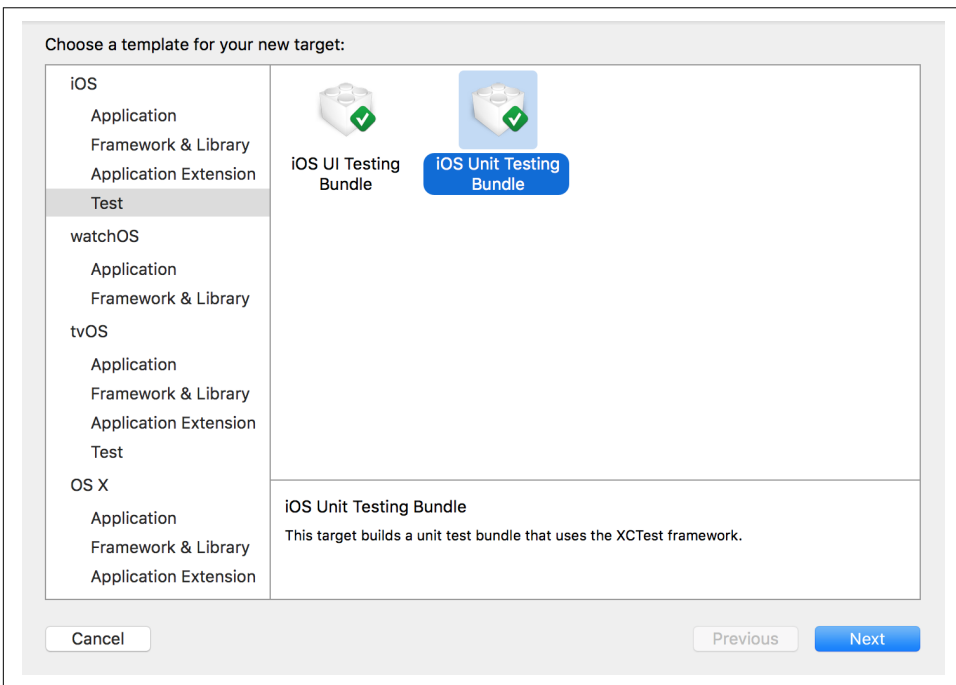 Choose a template for your new target:
iOS
Application
Framework & Library
Application Extension
Test
watchOS
Application
Framework & Library
tvOS
Application
Framework & Library
Application Extension
Test
OS X
Application
Framework & Library
Application Extension
iOS UI Testing
Bundle
iOS Unit Testing
Bundle
iOS Unit Testing Bundle
This target builds a unit test bundle that uses the XCTest framework.
Cancel
Previous
Next